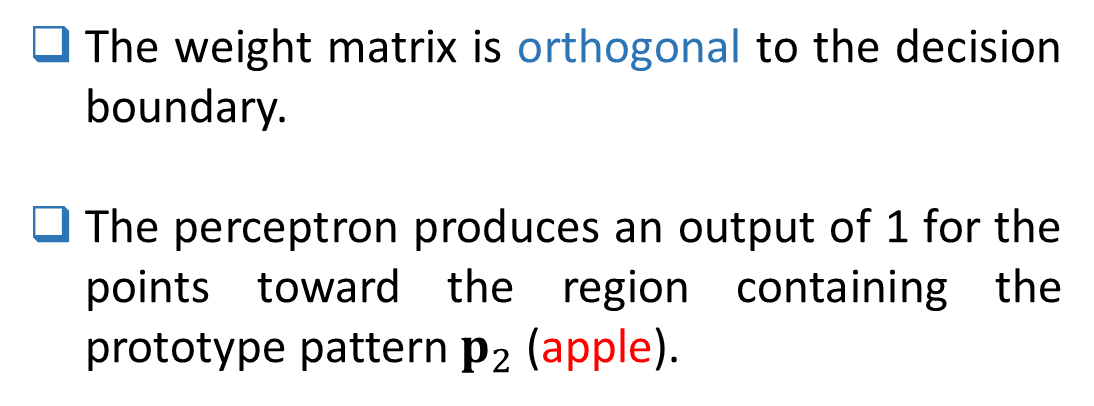 ❑ The weight matrix is orthogonal to the decision
boundary.
❑ The perceptron produces an output of 1 for the
points toward the region containing the
prototype pattern 𝐩₂ (apple).